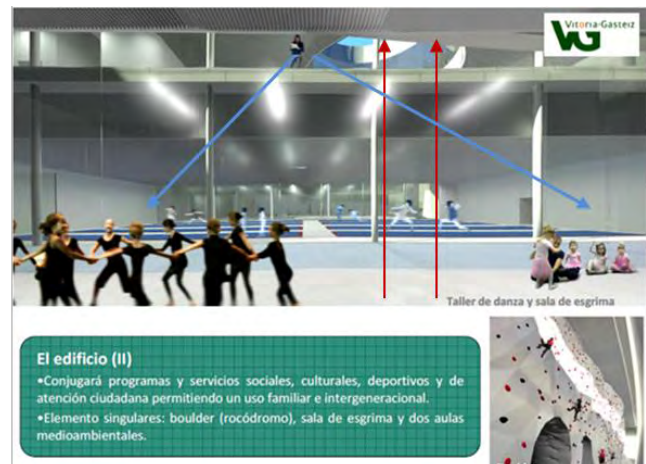 Vitoria-Gasteiz
VG
Taller de danza y sala de esgrima
El edificio (II)
•Conjugará programas y servicios sociales, culturales, deportivos y de
atención ciudadana permitiendo un uso familiar e intergeneracional.
•Elemento singulares: boulder (rocódromo), sala de esgrima y dos aulas
medioambientales.